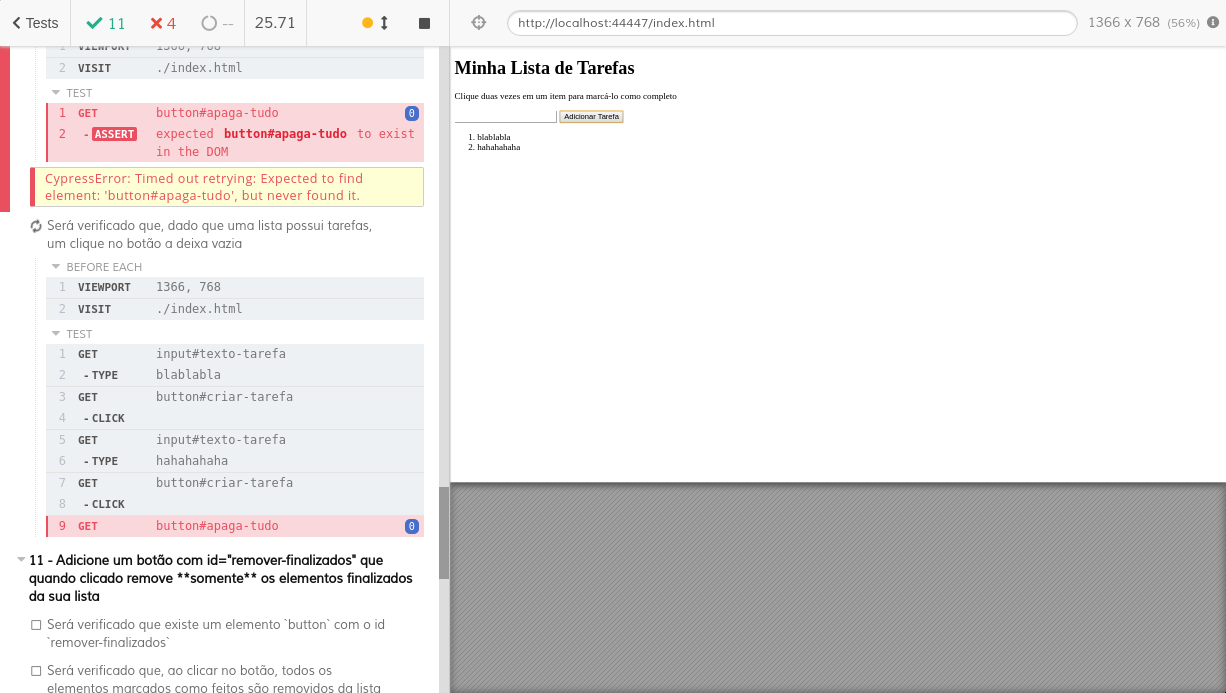 Tests
11
4
--
25.71
http://localhost:44447/index.html
1366 x 768 (56%)
1 VIEWPORT 1366, 768
2 VISIT ./index.html
TEST
1 GET button#apaga-tudo 0
2 - ASSERT expected button#apaga-tudo to exist
in the DOM
CypressError: Timed out retrying: Expected to find
element: 'button#apaga-tudo', but never found it.
Será verificado que, dado que uma lista possui tarefas,
um clique no botão a deixa vazia
BEFORE EACH
1 VIEWPORT 1366, 768
2 VISIT ./index.html
TEST
1 GET input#texto-tarefa
2 - TYPE blablabla
3 GET button#criar-tarefa
4 - CLICK
5 GET input#texto-tarefa
6 - TYPE hahahahaha
7 GET button#criar-tarefa
8 - CLICK
9 GET button#apaga-tudo 0
11 - Adicione um botão com id="remover-finalizados" que
quando clicado remove **somente** os elementos finalizados
da sua lista
Será verificado que existe um elemento `button` com o id
`remover-finalizados`
Será verificado que, ao clicar no botão, todos os
elementos marcados como feitos são removidos da lista
Minha Lista de Tarefas
Clique duas vezes em um item para marcá-lo como completo
Adicionar Tarefa
1. blablabla
2. hahahahaha